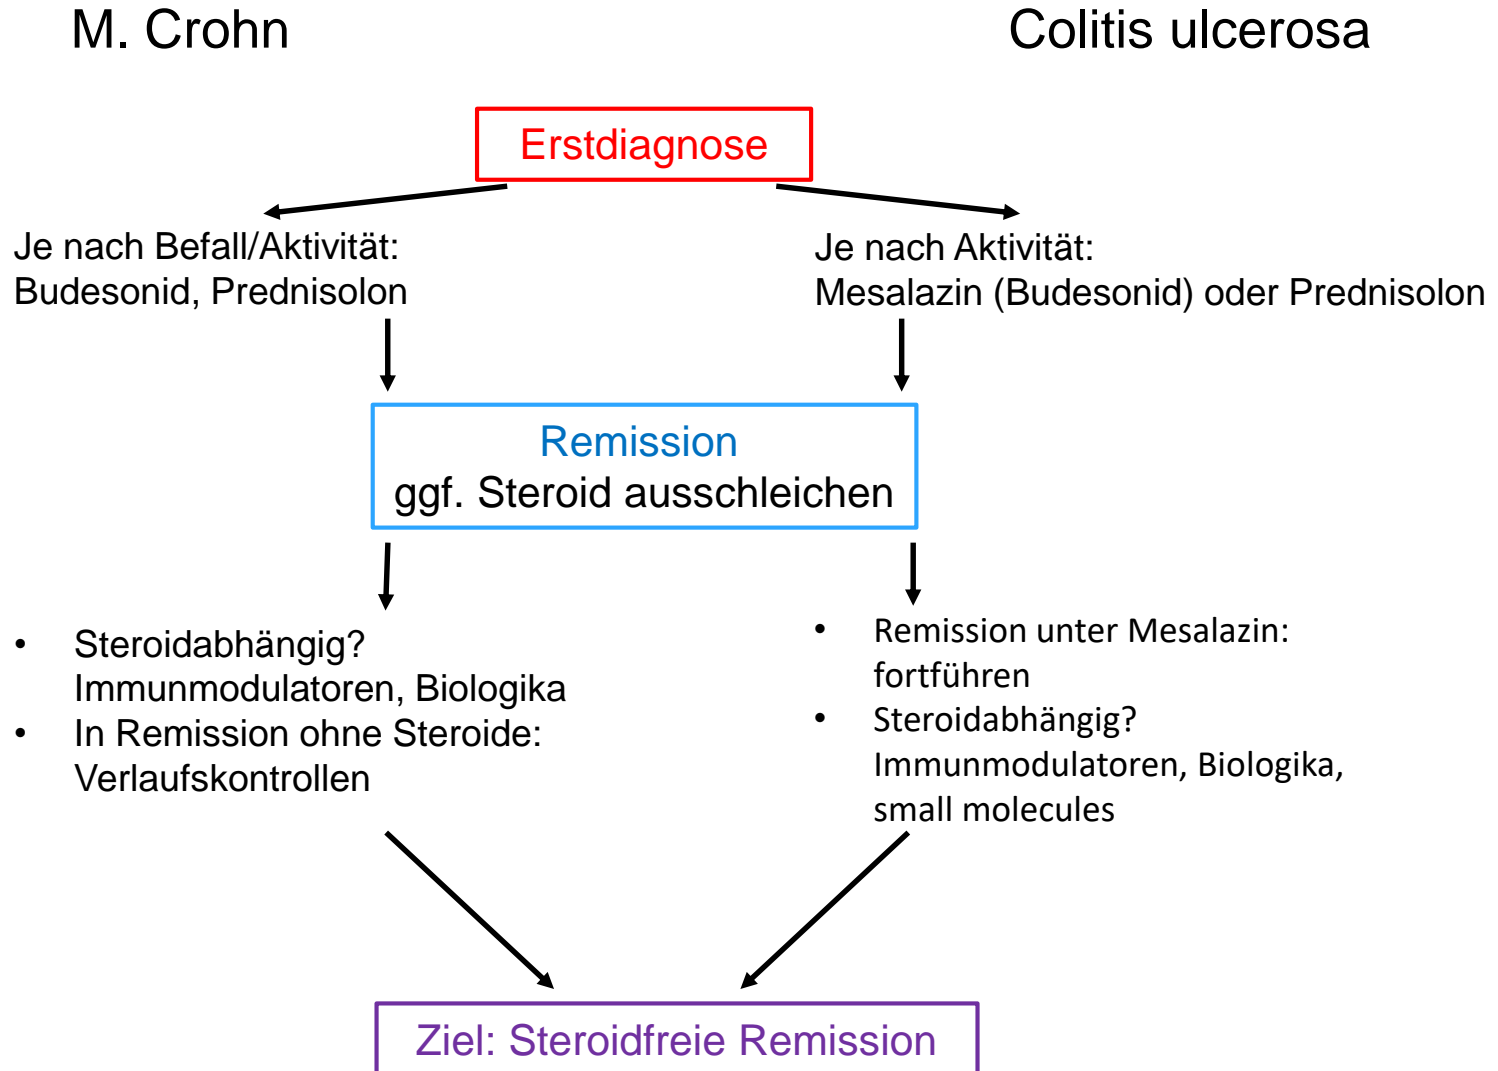 M. Crohn
Colitis ulcerosa
Erstdiagnose
Je nach Befall/Aktivität:
Budesonid, Prednisolon
Je nach Aktivität:
Mesalazin (Budesonid) oder Prednisolon
Remission
ggf. Steroid ausschleichen
• Steroidabhängig?
Immunmodulatoren, Biologika
• In Remission ohne Steroide:
Verlaufskontrollen
• Remission unter Mesalazin:
fortführen
• Steroidabhängig?
Immunmodulatoren, Biologika,
small molecules
Ziel: Steroidfreie Remission